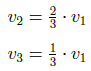 v₂ = 2/3 · v₁
v₃ = 1/3 · v₁